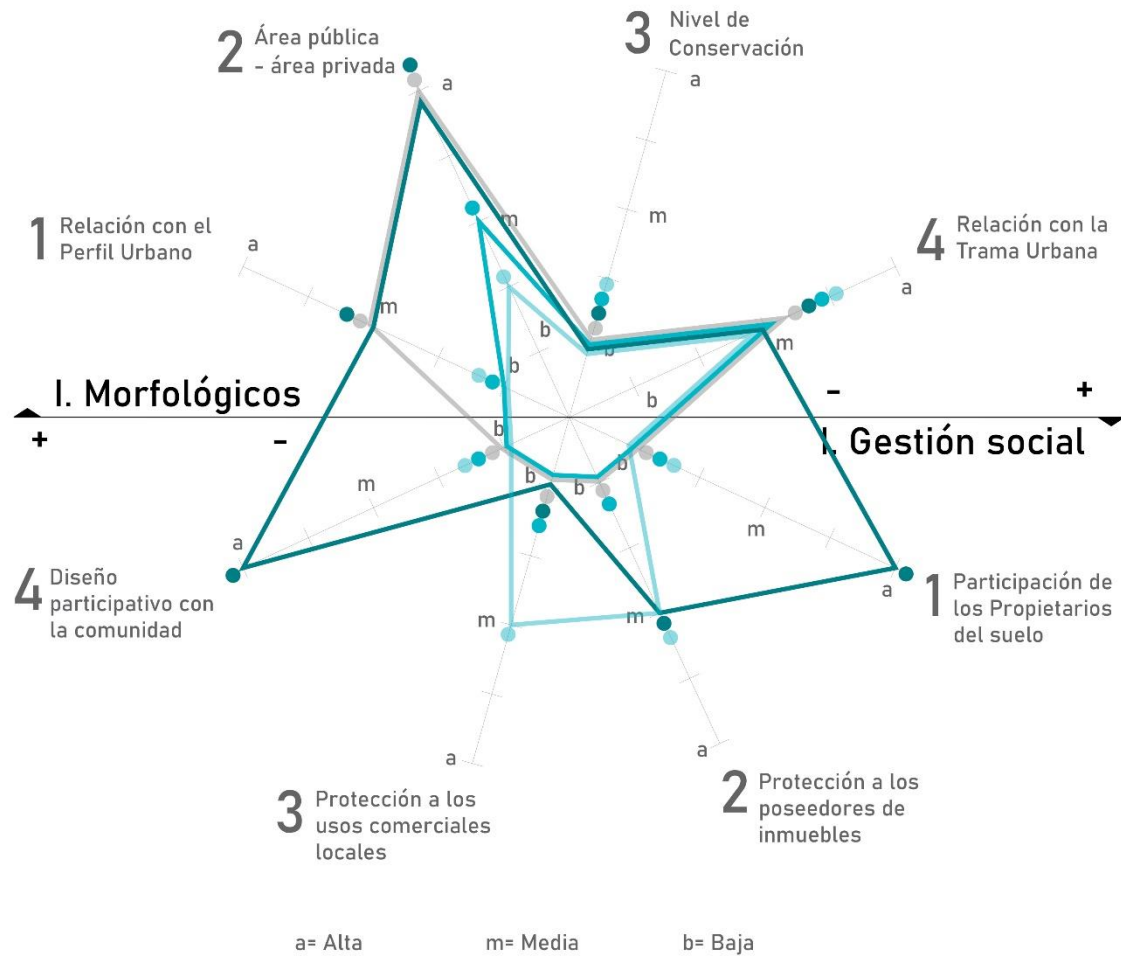 3 Nivel de
Conservación
a
2 Área pública
- área privada
a
m
m
1 Relación con el
Perfil Urbano
a
m
4 Relación con la
Trama Urbana
a
m
b
b
b
b
I. Morfológicos
+
-
- +
I. Gestión social
b
b
b
b
m
m
a
a
4 Diseño
participativo con
la comunidad
1 Participación de
los Propietarios
del suelo
m
m
a
a
3 Protección a los
usos comerciales
locales
2 Protección a los
poseedores de
inmuebles
a= Alta m= Media b= Baja